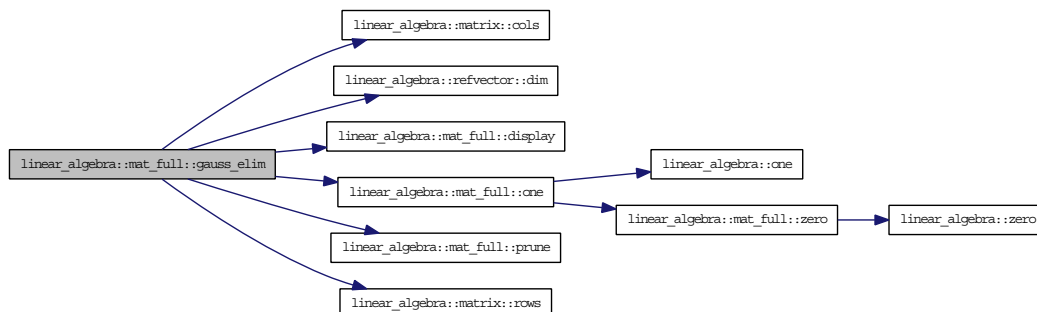 linear_algebra::matrix::cols
linear_algebra::refvector::dim
linear_algebra::mat_full::display
linear_algebra::mat_full::gauss_elim
linear_algebra::mat_full::one
linear_algebra::one
linear_algebra::mat_full::zero
linear_algebra::zero
linear_algebra::mat_full::prune
linear_algebra::matrix::rows